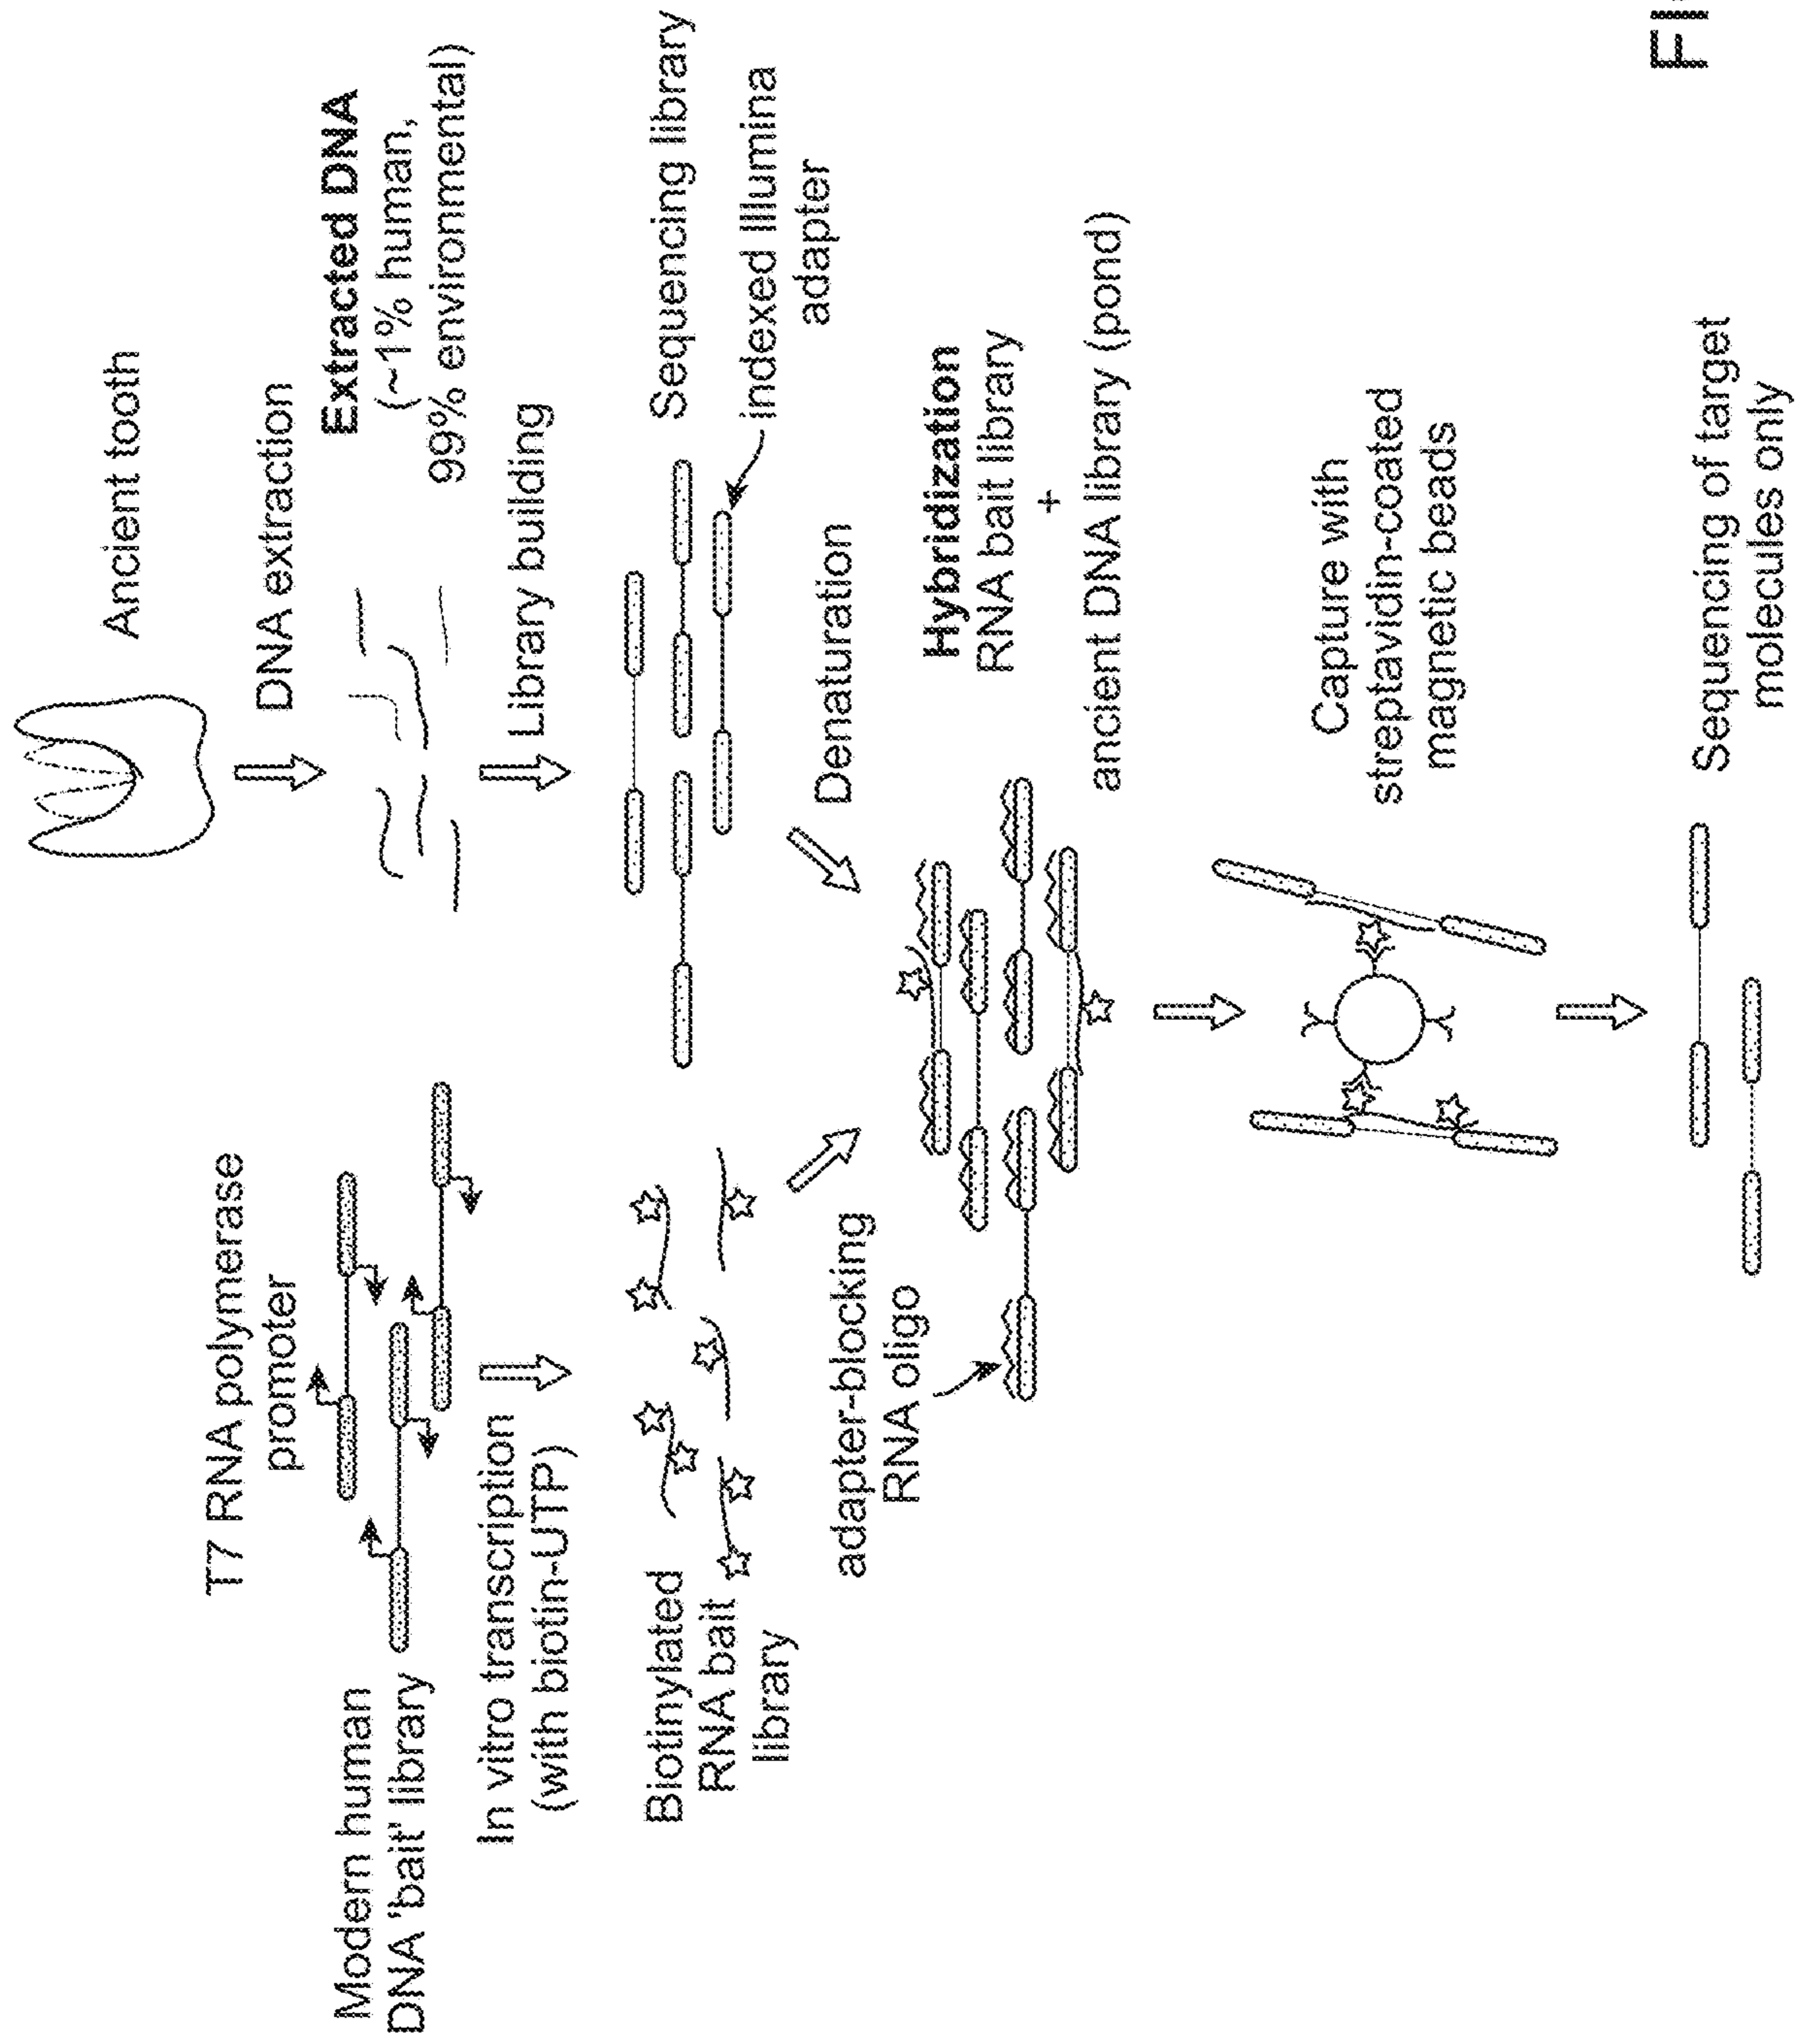 Ancient tooth
DNA extraction
Extracted DNA
(~1% human,
99% environmental)
Library building
Sequencing library
indexed Illumina
adapter
Denaturation
T7 RNA polymerase
promoter
Modern human
DNA 'bait' library
In vitro transcription
(with biotin-UTP)
Biotinylated
RNA bait
library
adapter-blocking
RNA oligo
Hybridization
RNA bait library
+
ancient DNA library (pond)
Capture with
streptavidin-coated
magnetic beads
Sequencing of target
molecules only